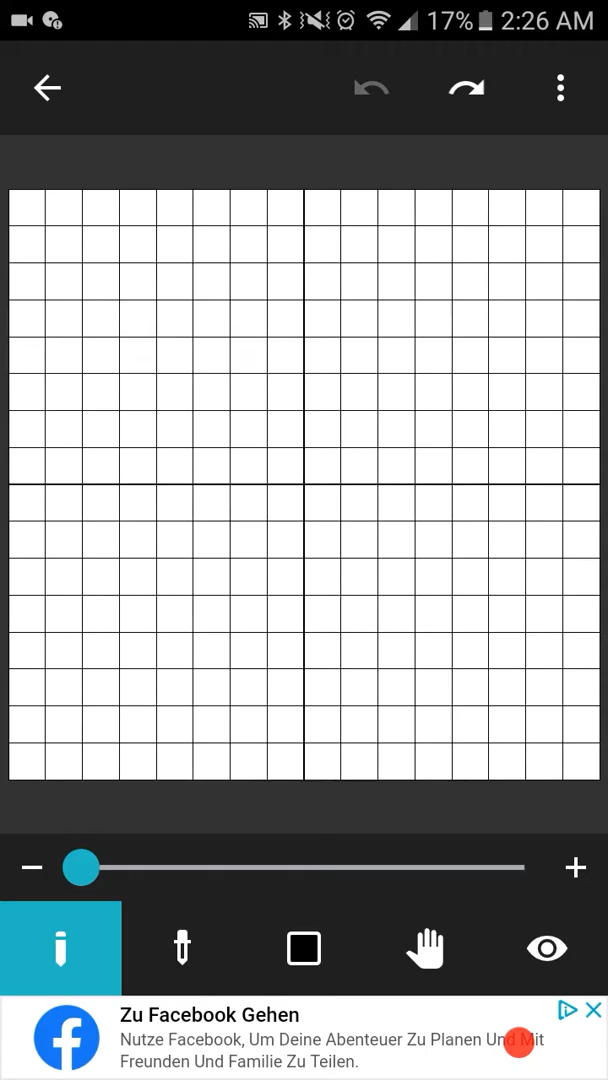 17% 2:26 AM
Zu Facebook Gehen
Nutze Facebook, Um Deine Abenteuer Zu Planen Und Mit
Freunden Und Familie Zu Teilen.